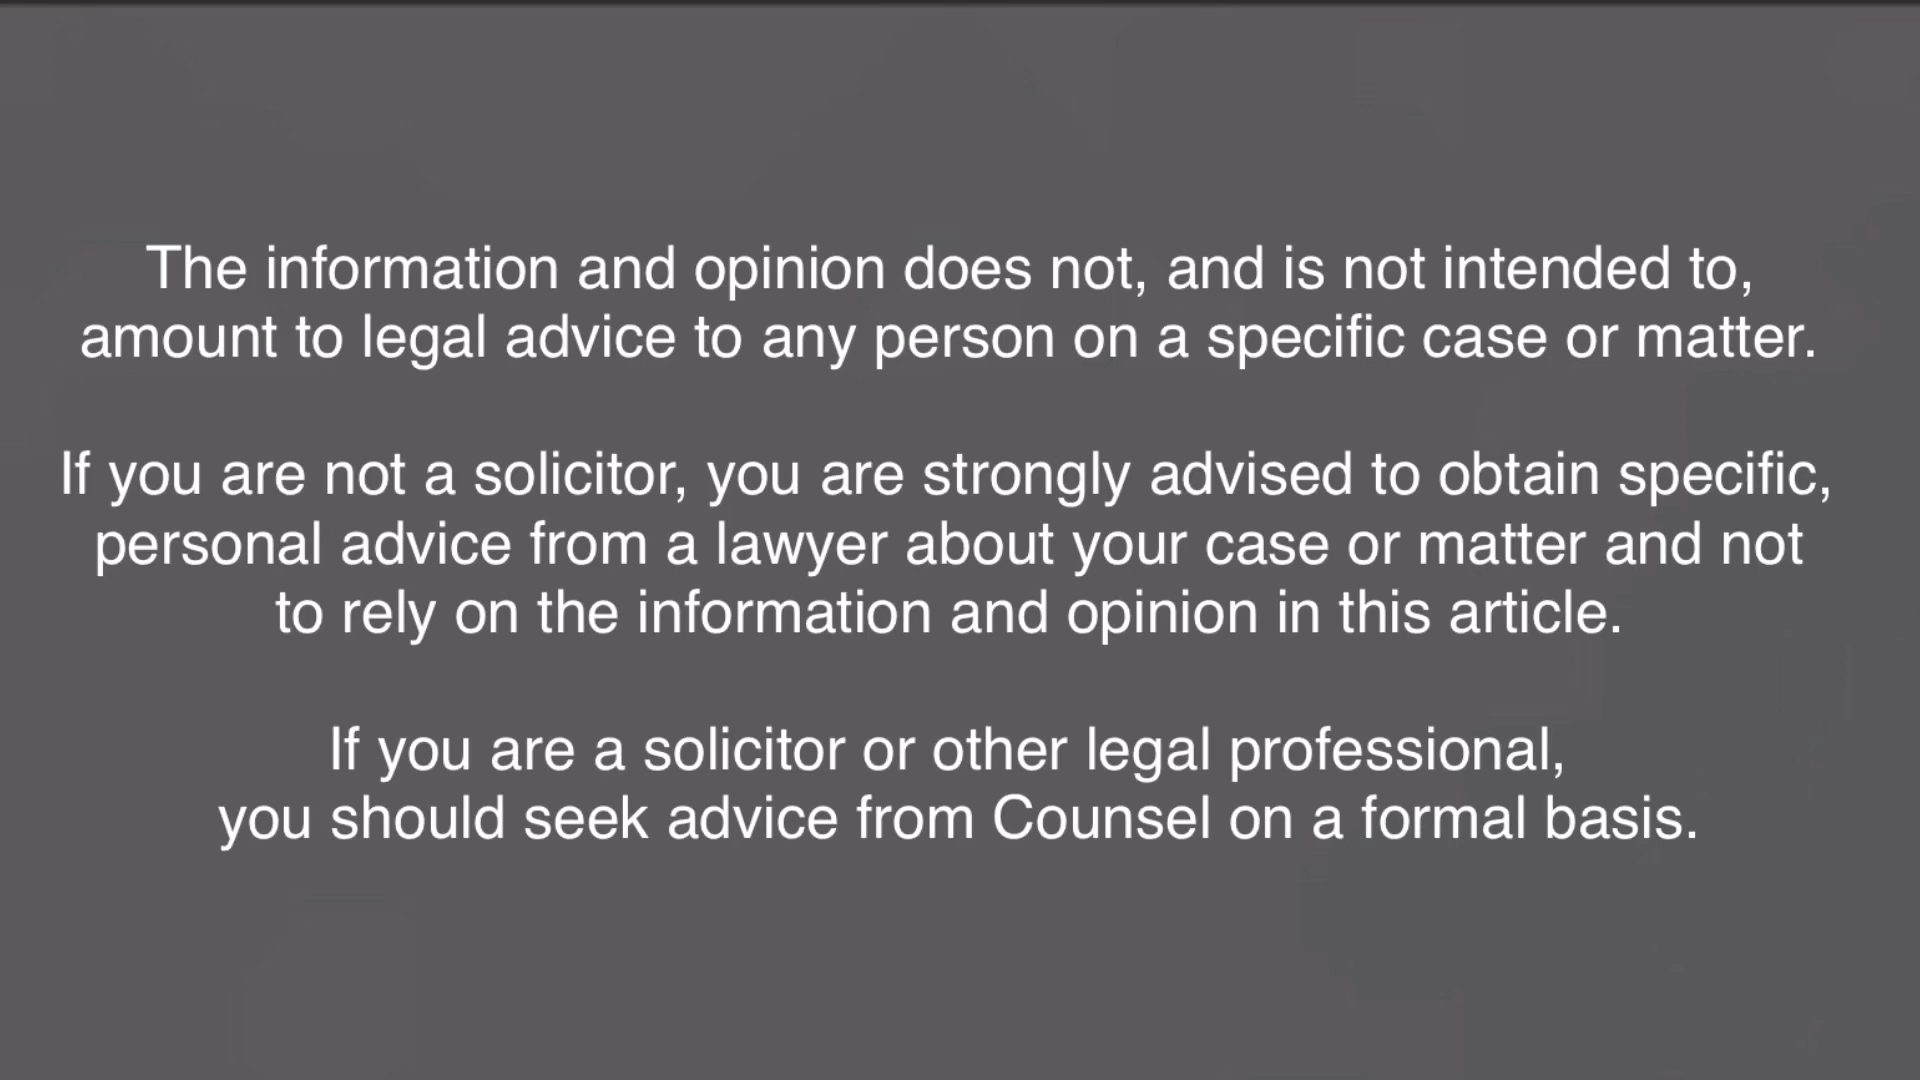 The information and opinion does not, and is not intended to,
amount to legal advice to any person on a specific case or matter.
If you are not a solicitor, you are strongly advised to obtain specific,
personal advice from a lawyer about your case or matter and not
to rely on the information and opinion in this article.
If you are a solicitor or other legal professional,
you should seek advice from Counsel on a formal basis.